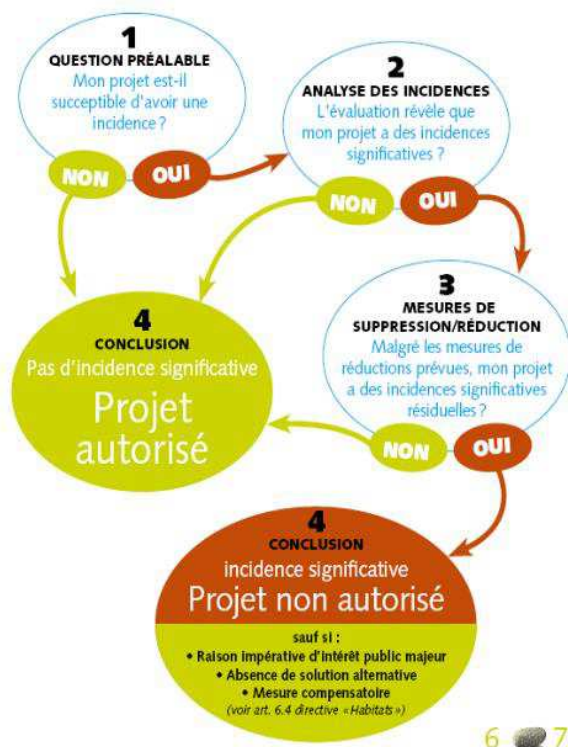 1
QUESTION PRÉALABLE
Mon projet est-il
succeptible d'avoir une
incidence ?
NON
OUI
2
ANALYSE DES INCIDENCES
L'évaluation révèle que
mon projet a des incidences
significatives ?
NON
OUI
3
MESURES DE
SUPPRESSION/RÉDUCTION
Malgré les mesures de
réductions prévues, mon projet
a des incidences significatives
résiduelles ?
NON
OUI
4
CONCLUSION
Pas d'incidence significative
Projet
autorisé
4
CONCLUSION
incidence significative
Projet non autorisé
sauf si :
• Raison impérative d'intérêt public majeur
• Absence de solution alternative
• Mesure compensatoire
(voir art. 6.4 directive «Habitats»)
6 7